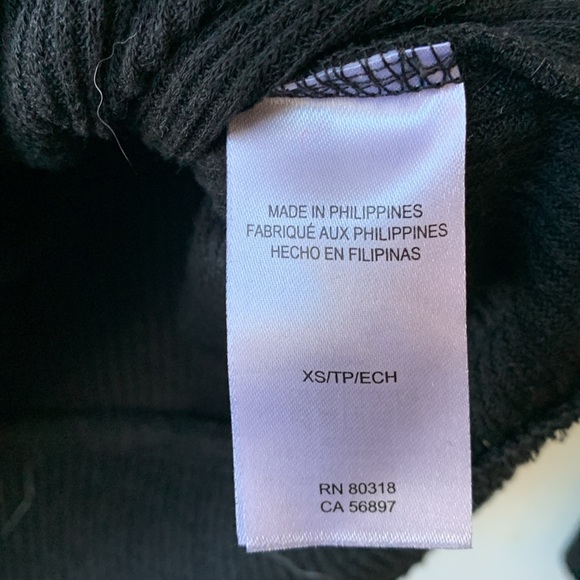 MADE IN PHILIPPINES
FABRIQUÉ AUX PHILIPPINES
HECHO EN FILIPINAS
XS/TP/ECH
RN 80318
CA 56897